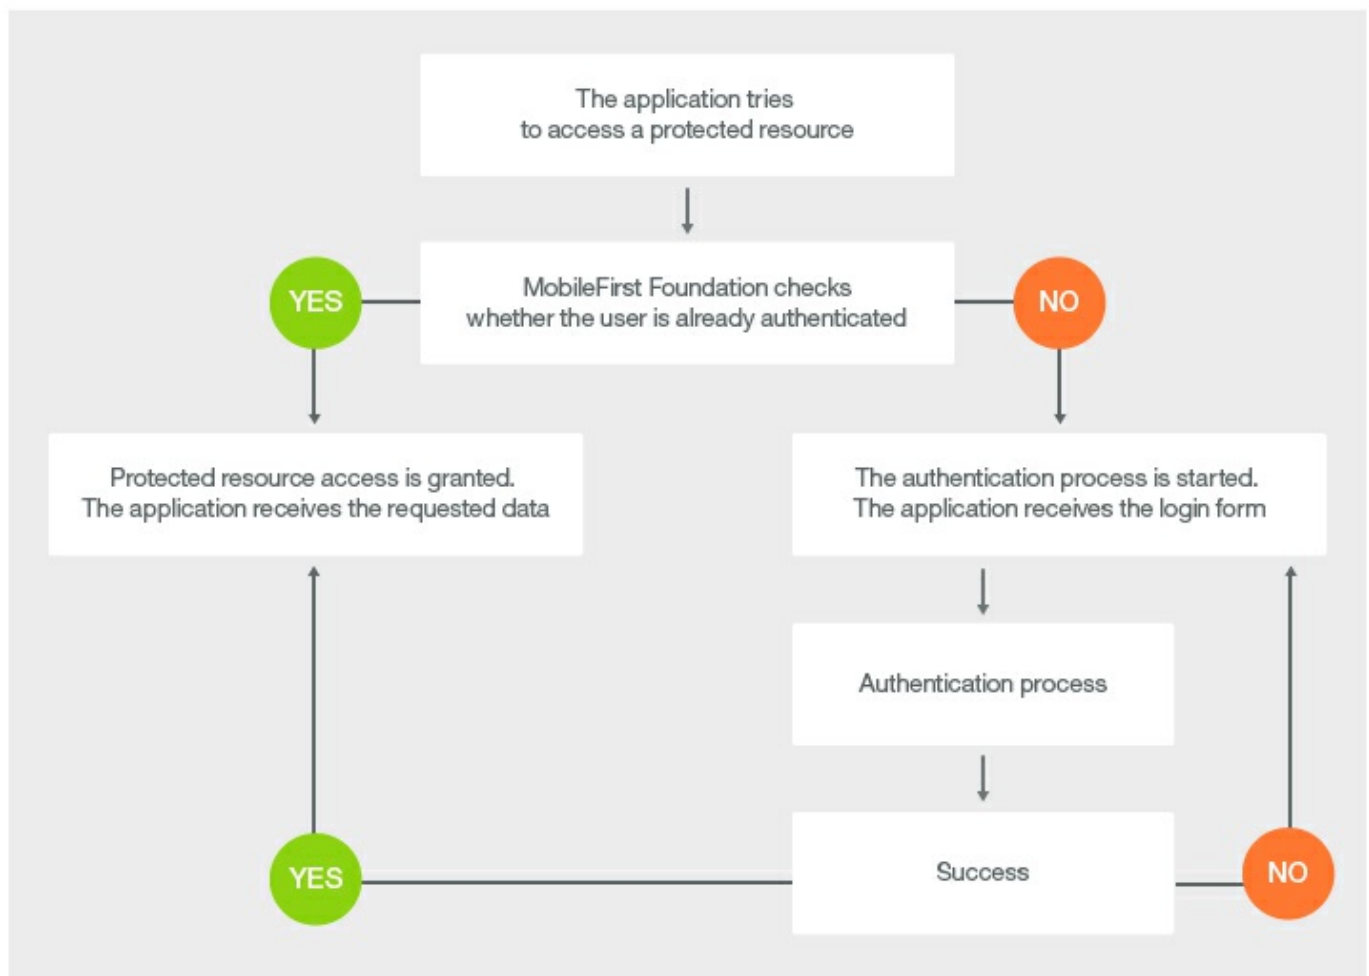 The application tries
to access a protected resource
YES
MobileFirst Foundation checks
whether the user is already authenticated
NO
Protected resource access is granted.
The application receives the requested data
The authentication process is started.
The application receives the login form
Authentication process
YES
Success
NO